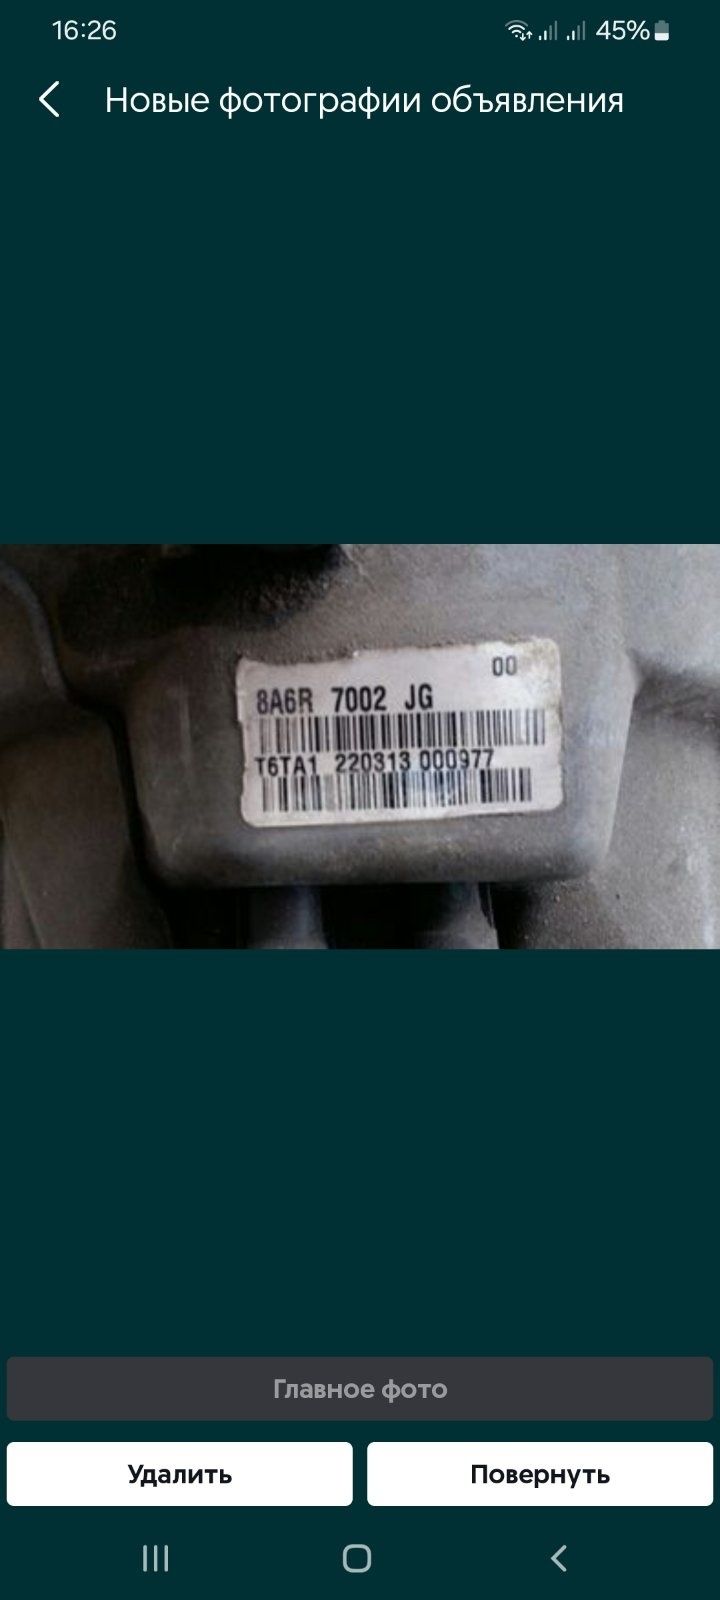 16:26
45%
Новые фотографии объявления
00
8A6R 7002 JG
T6TA1 220313 000977
Главное фото
Удалить
Повернуть